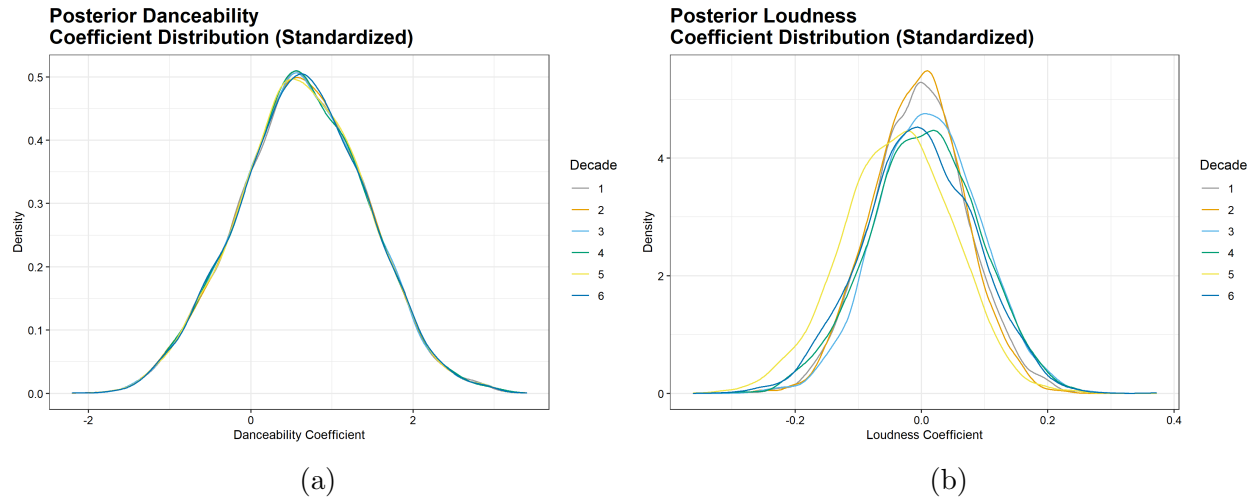 Posterior Danceability
Coefficient Distribution (Standardized)
0.5
0.4
0.3
0.2
0.1
0.0
Density
-2
0
2
Danceability Coefficient
Decade
1
2
3
4
5
6
(a)
Posterior Loudness
Coefficient Distribution (Standardized)
4
2
0
Density
-0.2
0.0
0.2
0.4
Loudness Coefficient
Decade
1
2
3
4
5
6
(b)